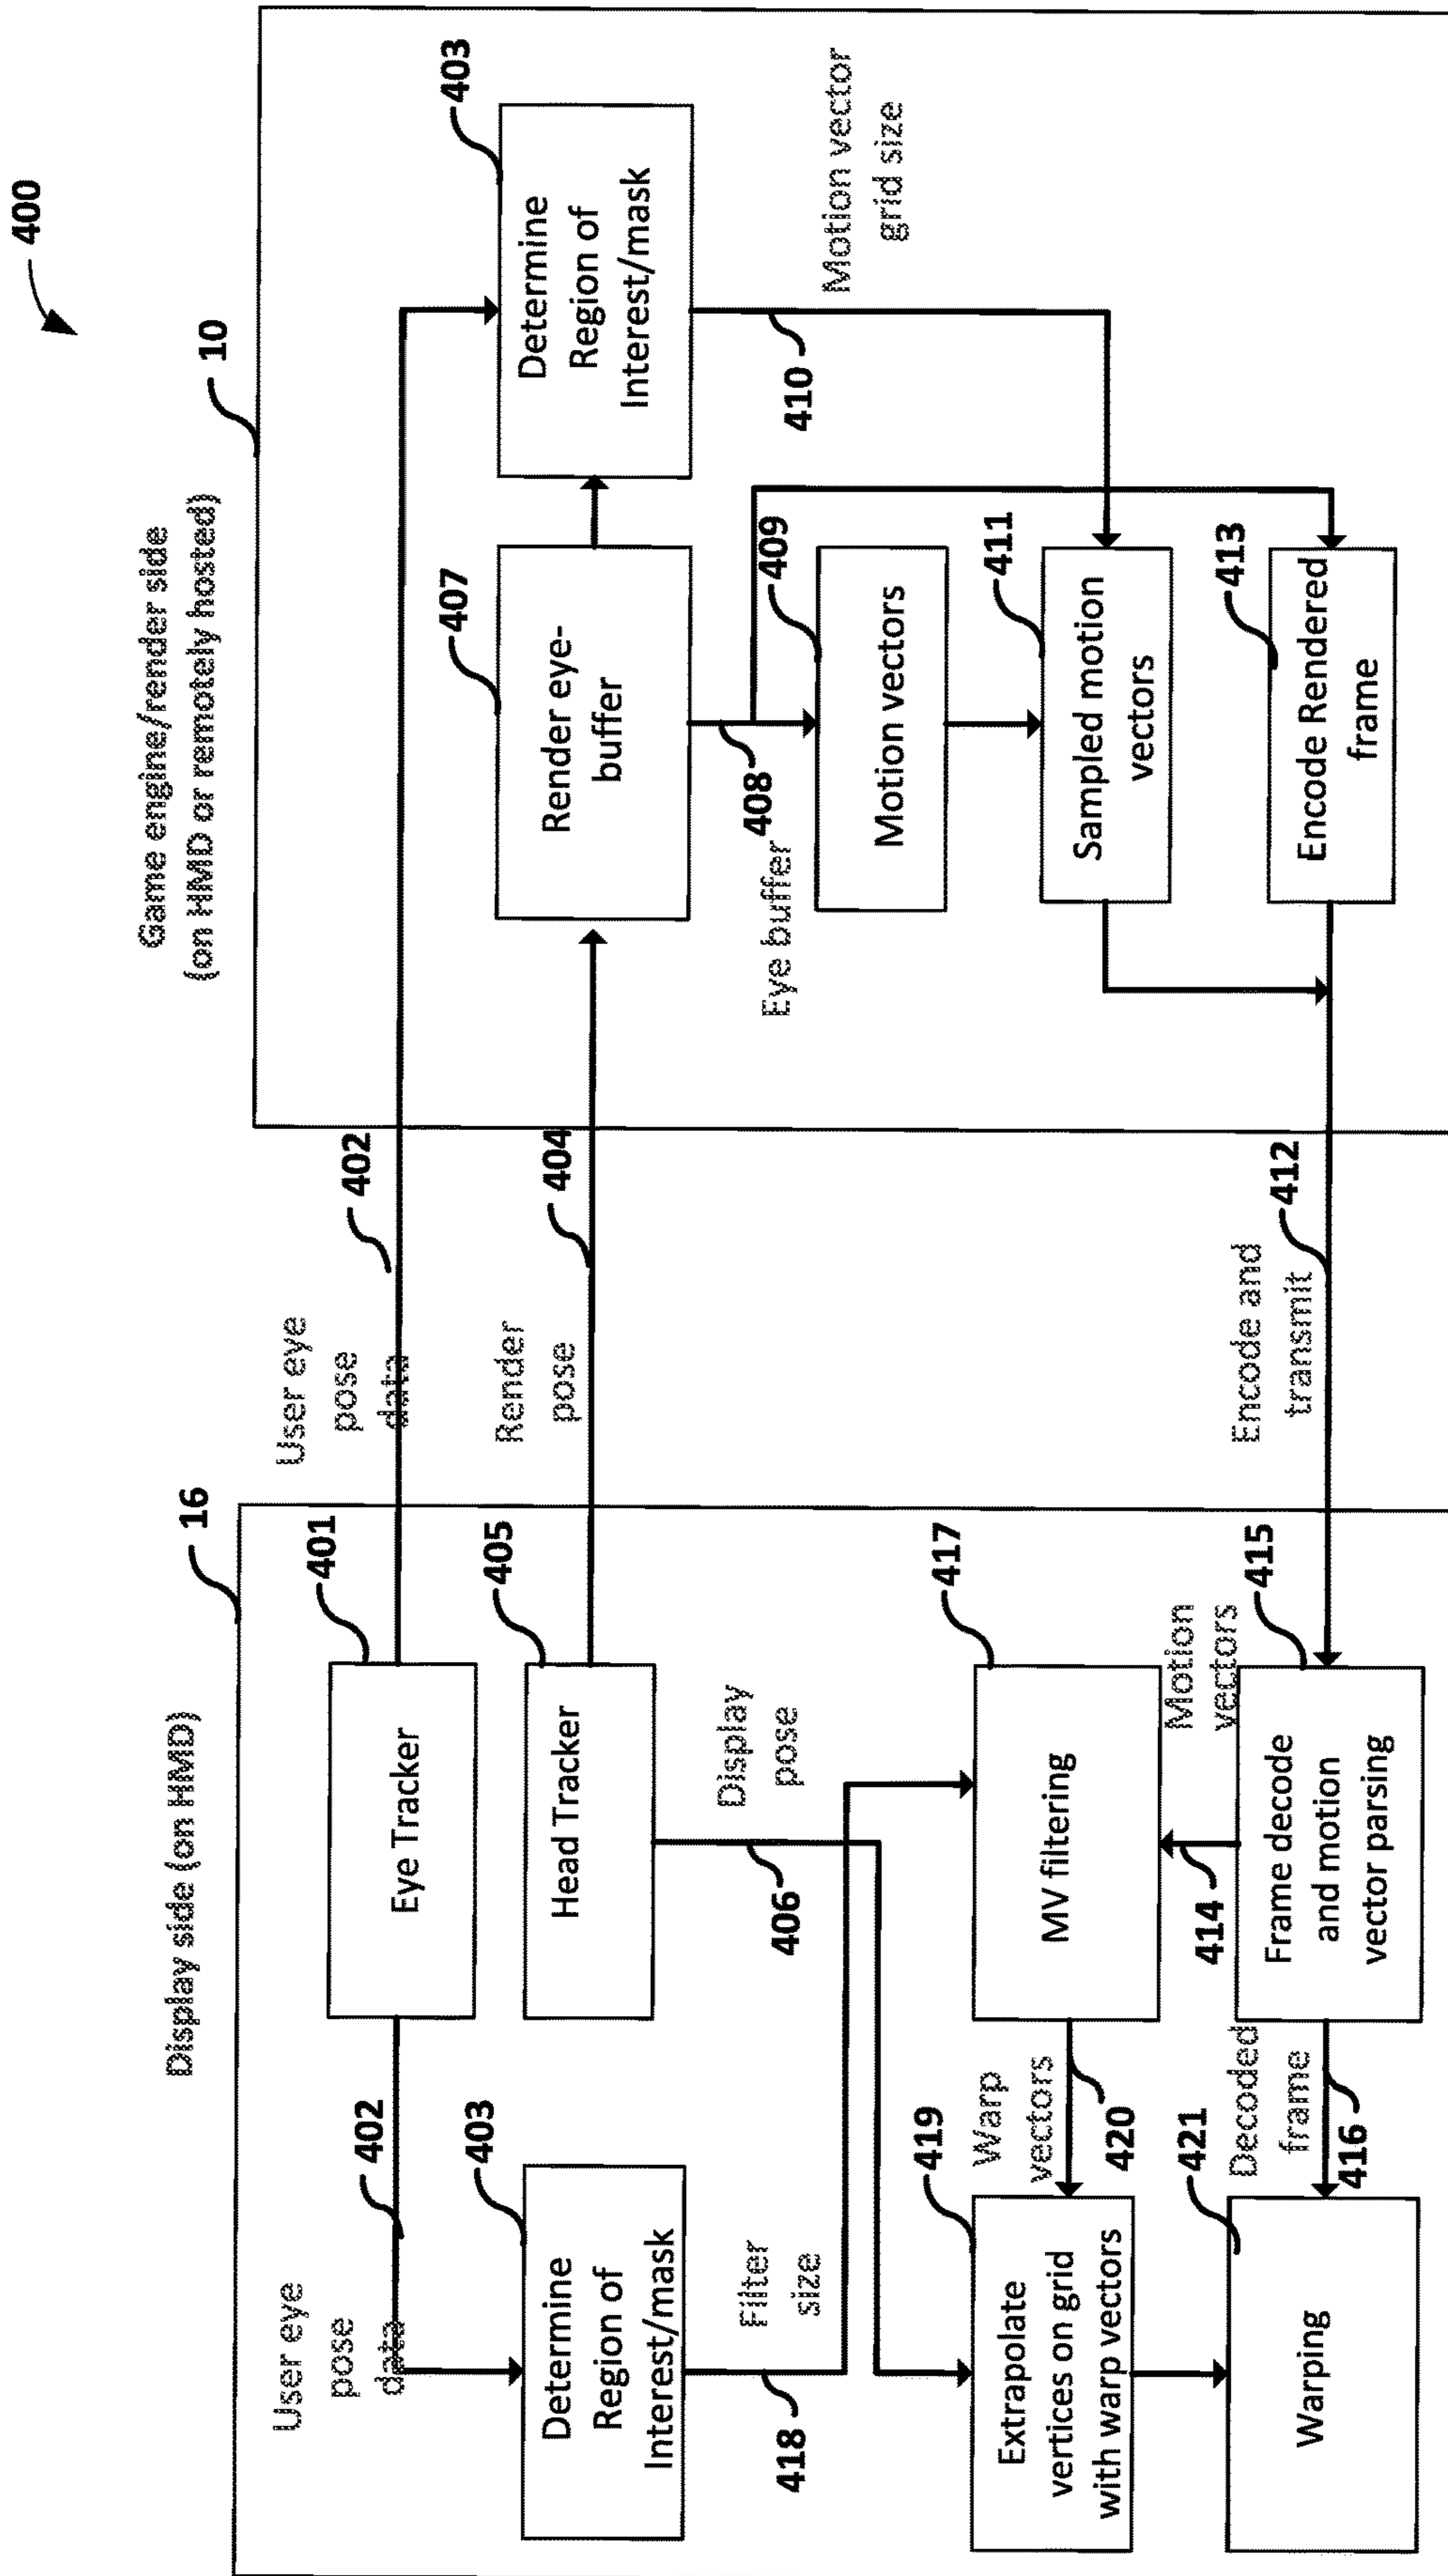 400
Display side (on HMD)
16
Game engine/render side
(on HMD or remotely hosted)
10
User eye
pose
data
402
Eye Tracker
401
User eye
pose
data
402
Determine
Region of
Interest/mask
403
Head Tracker
405
Render
pose
404
Render eye-
buffer
407
Determine
Region of
Interest/mask
403
Filter
size
418
Display
pose
406
Eye buffer
408
Motion vector
grid size
410
Motion vectors
409
Extrapolate
vertices on grid
with warp vectors
419
Warp
vectors
420
MV filtering
417
Sampled motion
vectors
411
Motion
vectors
414
Warping
421
Decoded
frame
416
Frame decode
and motion
vector parsing
415
Encode and
transmit
412
Encode Rendered
frame
413